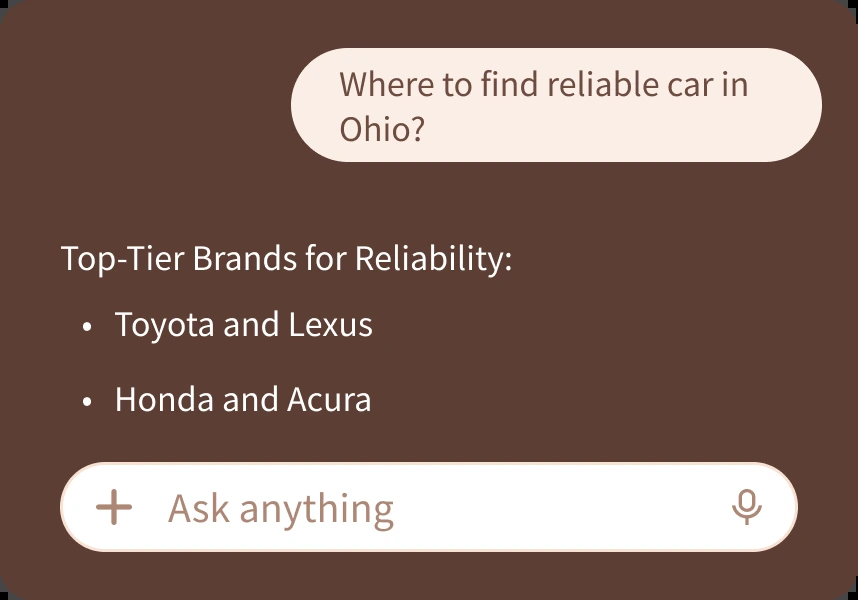 Where to find reliable car in
Ohio?
Top-Tier Brands for Reliability:
• Toyota and Lexus
• Honda and Acura
Ask anything